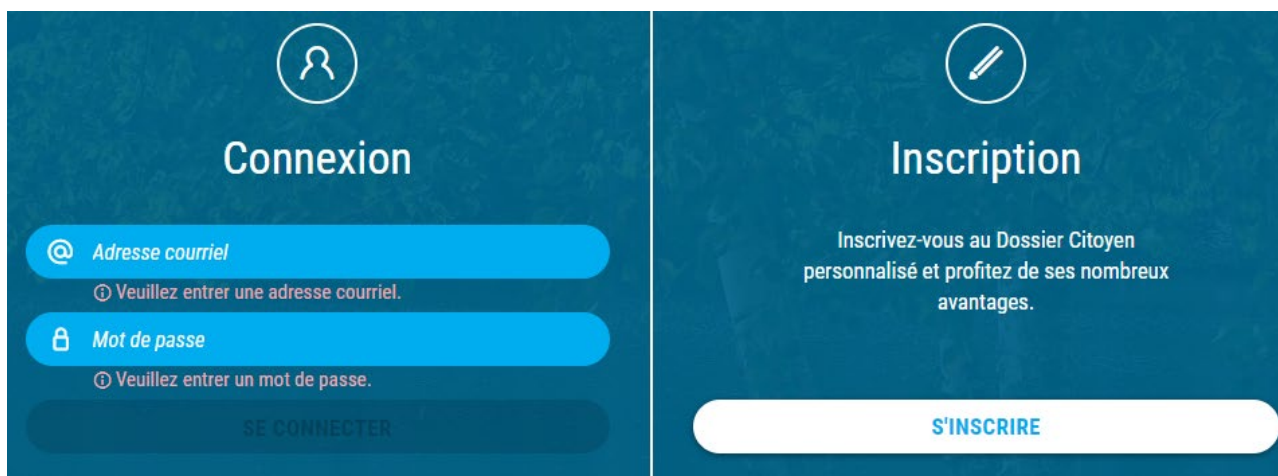 Connexion
Adresse courriel
Veuillez entrer une adresse courriel.
Mot de passe
Veuillez entrer un mot de passe.
SE CONNECTER
Inscription
Inscrivez-vous au Dossier Citoyen
personnalisé et profitez de ses nombreux
avantages.
S'INSCRIRE